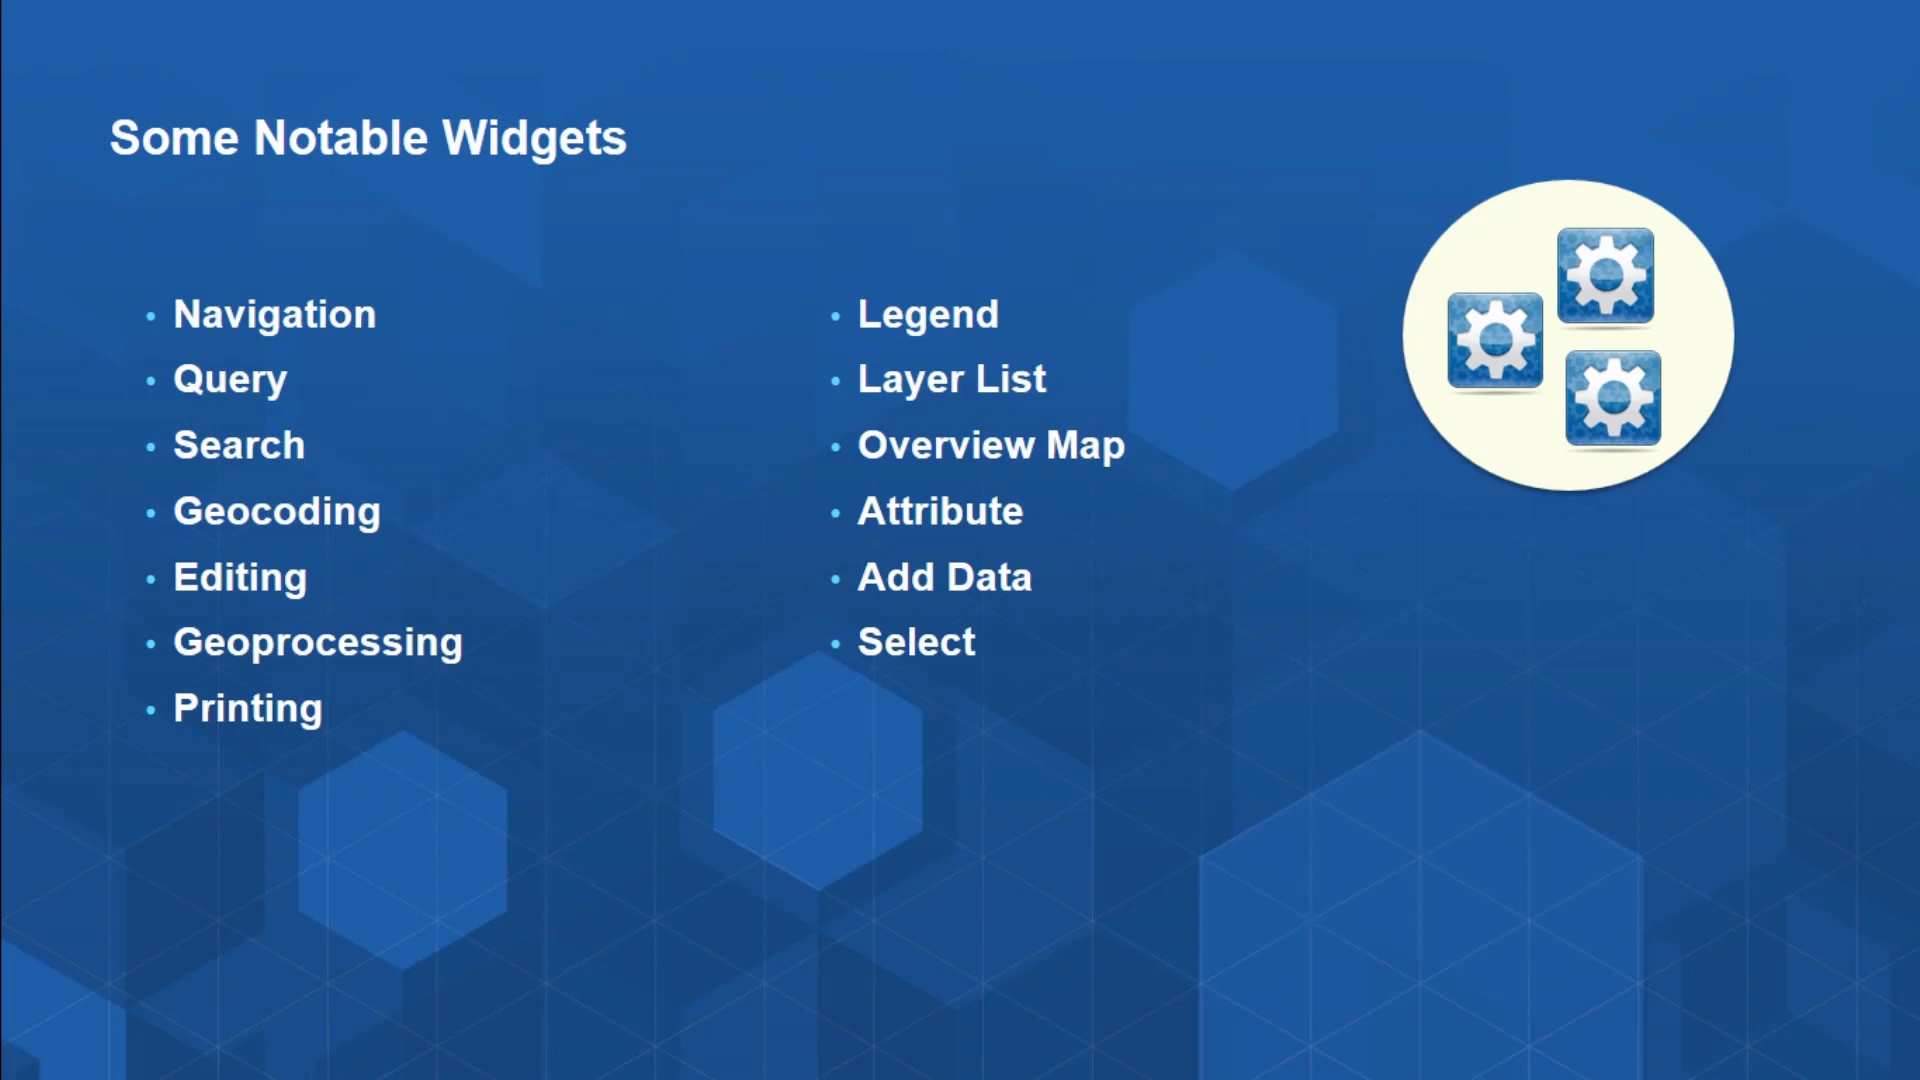 Some Notable Widgets
• Navigation
• Query
• Search
• Geocoding
• Editing
• Geoprocessing
• Printing
• Legend
• Layer List
• Overview Map
• Attribute
• Add Data
• Select